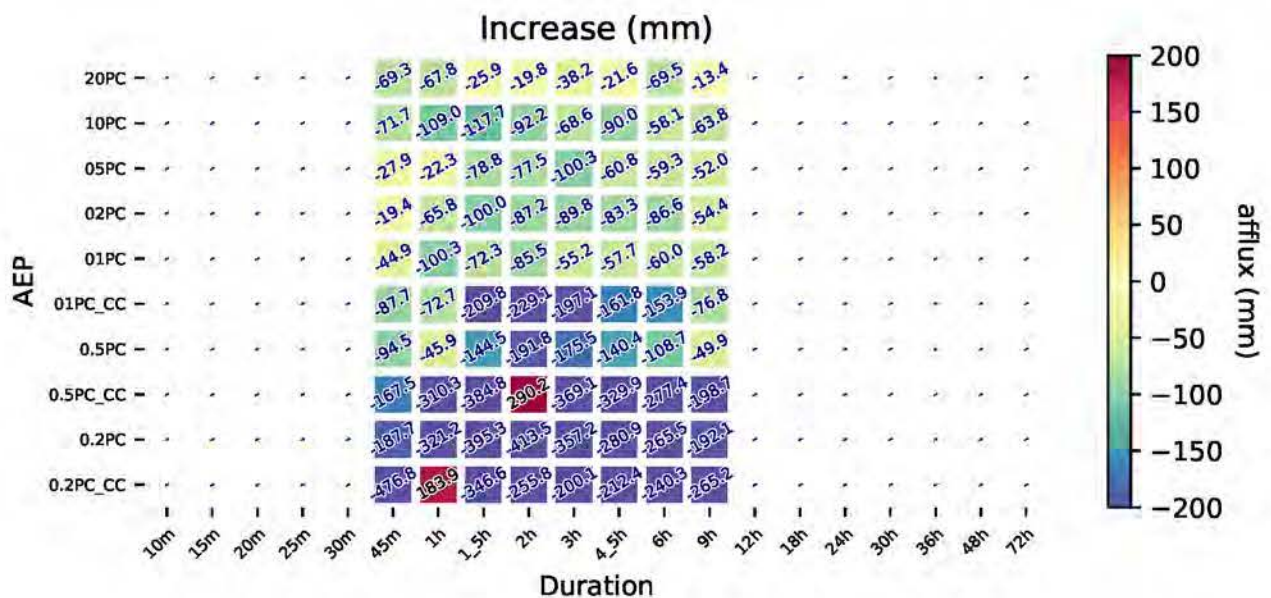 Increase (mm)
20PC -69.3 -67.8 -25.9 -19.8 -38.2 -21.6 -69.5 -13.4
10PC -71.7 -109.0 -117.7 -92.2 -68.6 -90.0 -58.1 -63.8
05PC -27.9 -22.3 -78.8 -77.5 -100.3 -60.8 -59.3 -52.0
02PC -19.4 -65.8 -100.0 -87.2 -89.8 -83.3 -86.6 -54.4
01PC -44.9 -100.3 -72.3 -85.5 -55.2 -57.7 -60.0 -58.2
01PC_CC -87.7 -72.7 -209.8 -229.1 -197.1 -161.8 -153.9 -76.8
0.5PC -94.5 -45.9 -144.5 -191.8 -175.5 -140.4 -108.7 -49.9
0.5PC_CC -167.5 -310.3 -384.8 290.2 -369.1 -329.9 -277.4 -198.7
0.2PC -187.7 -321.2 -395.3 -413.5 -357.2 -280.9 -265.5 -192.1
0.2PC_CC -476.8 183.9 -346.6 -255.8 -200.1 -212.4 -240.3 -265.2
AEP
10m 15m 20m 25m 30m 45m 1h 1_5h 2h 3h 4_5h 6h 9h 12h 18h 24h 30h 36h 48h 72h
Duration
200
150
100
50
0
−50
−100
−150
−200
afflux (mm)